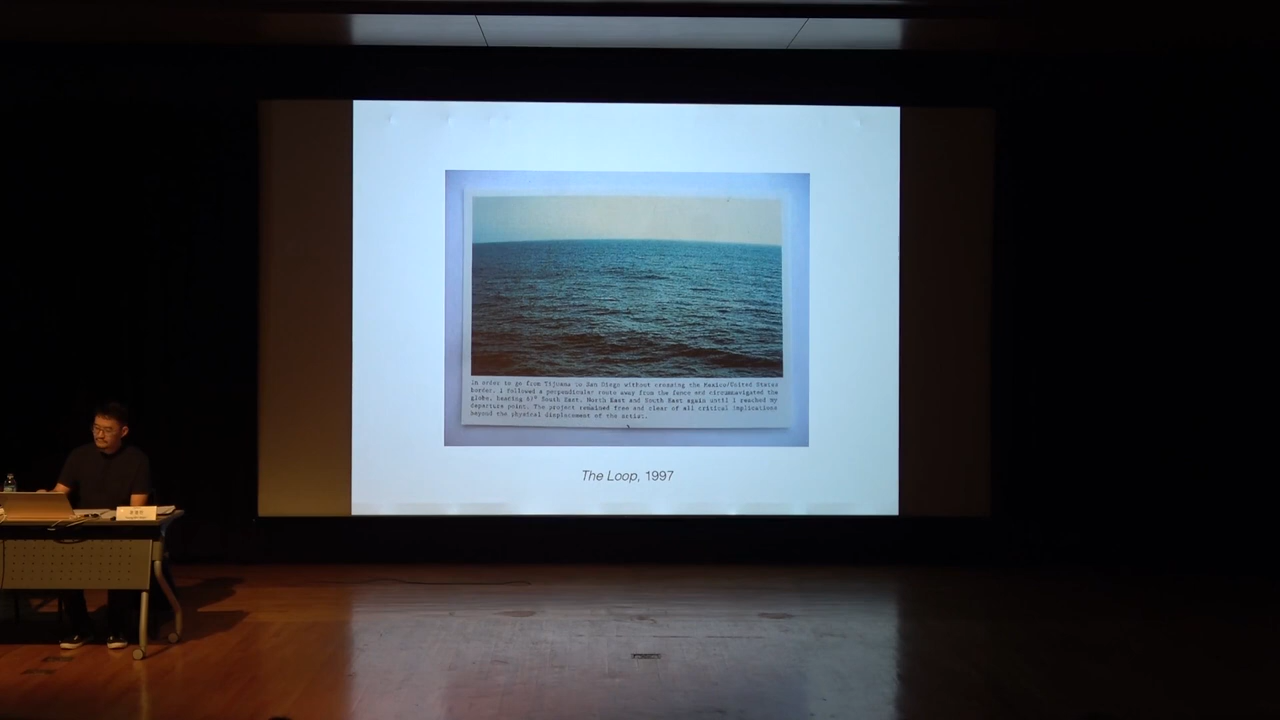 In order to go from Tijuana to San Diego without crossing the Mexico/United States
border, I followed a perpendicular route away from the fence and circumnavigated the
globe, heading 67° South East, North East and South East again until I reached my
departure point. The project remained free and clear of all critical implications
beyond the physical displacement of the artist.
The Loop, 1997